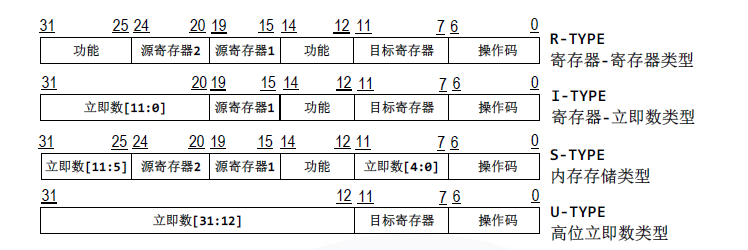 31 25 24 20 19 15 14 12 11 7 6 0
功能 源寄存器2 源寄存器1 功能 目标寄存器 操作码
R-TYPE
寄存器-寄存器类型
31 20 19 15 14 12 11 7 6 0
立即数[11:0] 源寄存器1 功能 目标寄存器 操作码
I-TYPE
寄存器-立即数类型
31 25 24 20 19 15 14 12 11 7 6 0
立即数[11:5] 源寄存器2 源寄存器1 功能 立即数[4:0] 操作码
S-TYPE
内存存储类型
31 12 11 7 6 0
立即数[31:12] 目标寄存器 操作码
U-TYPE
高位立即数类型